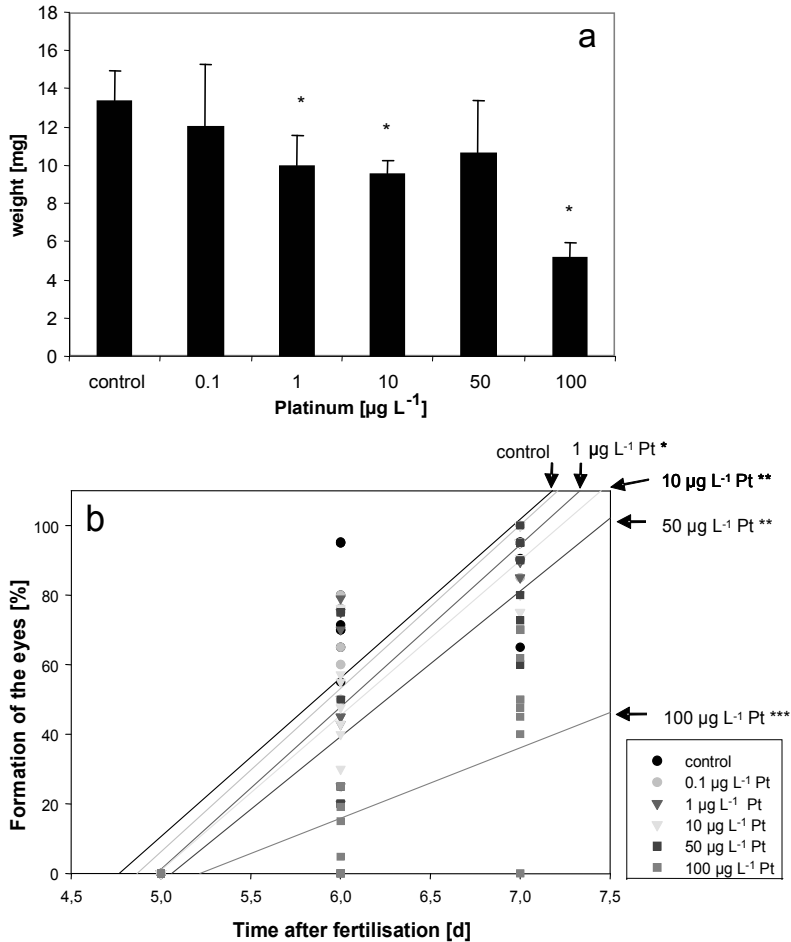 a
18
16
14
12
10
8
6
4
2
0
weight [mg]
*
*
*
control 0.1 1 10 50 100
Platinum [µg L-1]
control
1 µg L-1 Pt *
10 µg L-1 Pt **
50 µg L-1 Pt **
100 µg L-1 Pt ***
b
100
80
60
40
20
0
Formation of the eyes [%]
4,5 5,0 5,5 6,0 6,5 7,0 7,5
Time after fertilisation [d]
control
0.1 µg L-1 Pt
1 µg L-1 Pt
10 µg L-1 Pt
50 µg L-1 Pt
100 µg L-1 Pt